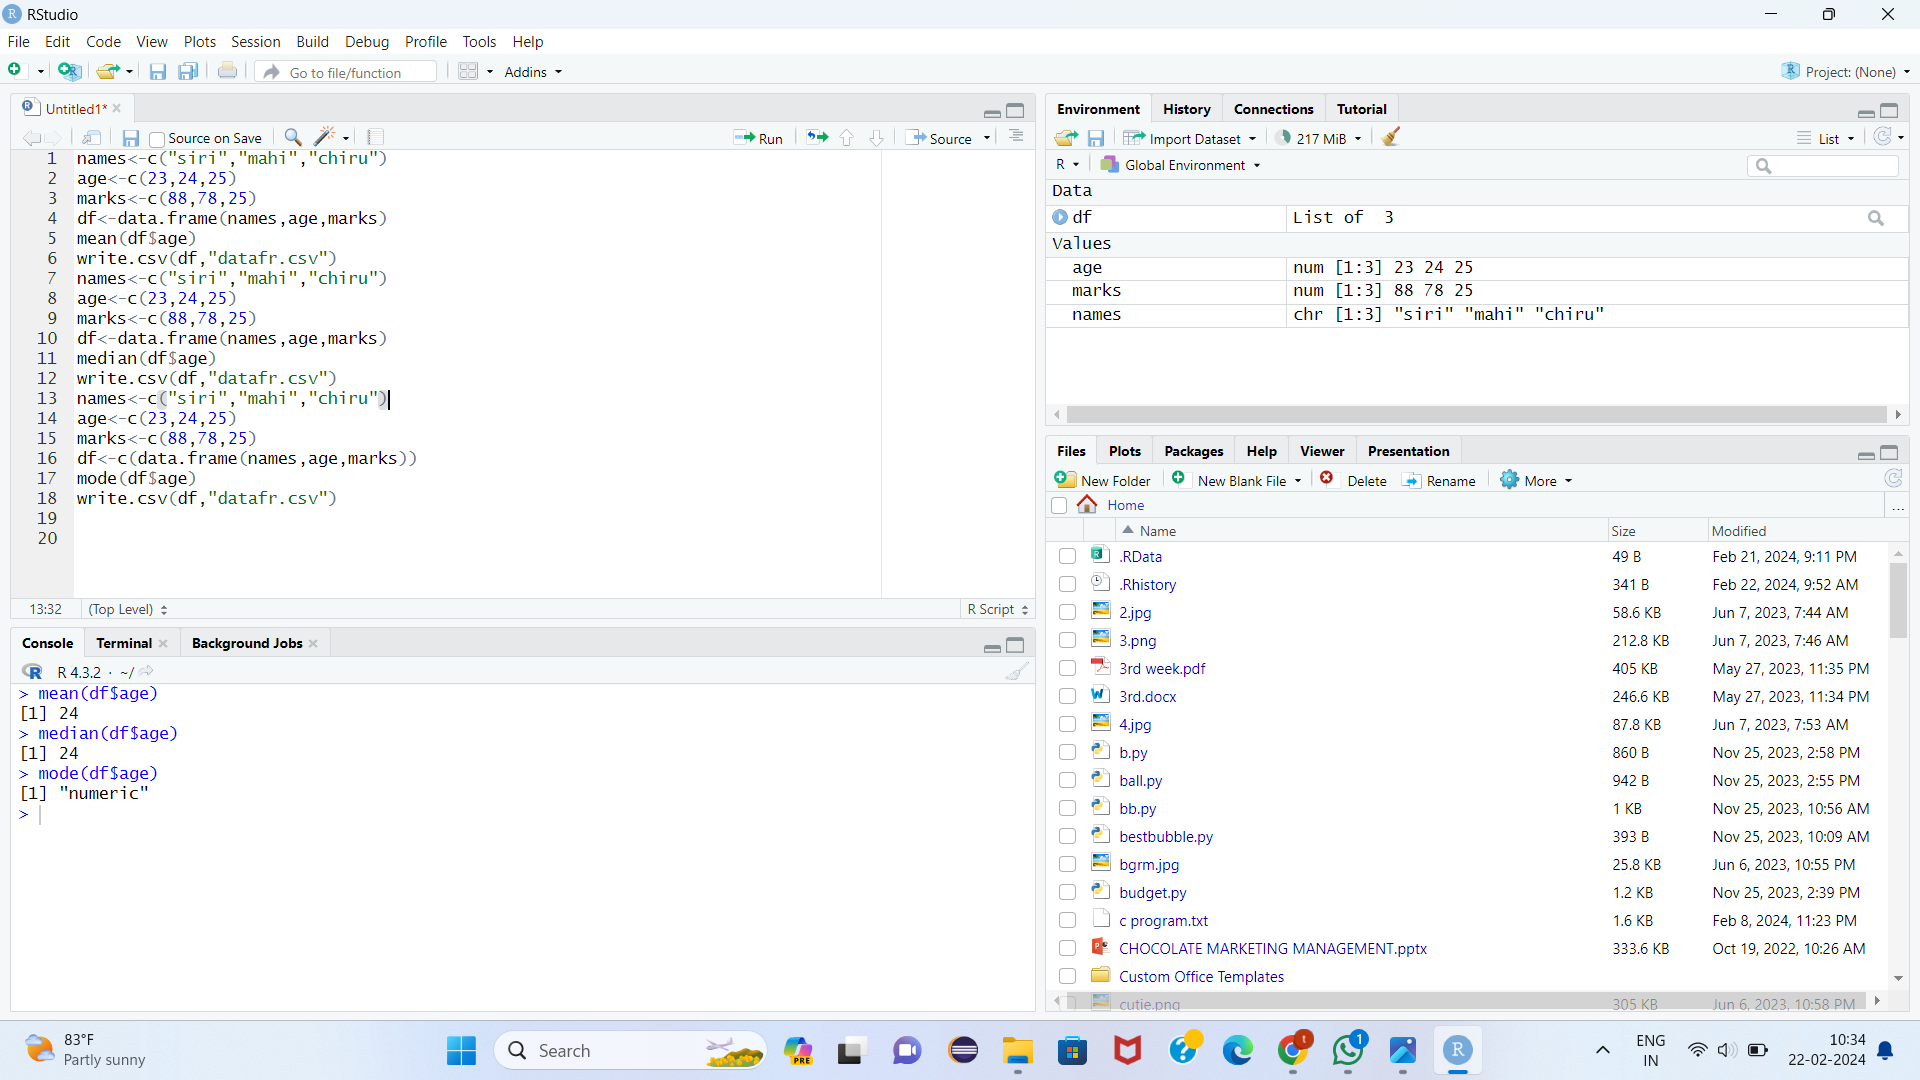 RStudio
File Edit Code View Plots Session Build Debug Profile Tools Help
Go to file/function Addins Project: (None)
Untitled1*
Source on Save Run Source
1 names<-c("siri","mahi","chiru")
2 age<-c(23,24,25)
3 marks<-c(88,78,25)
4 df<-data.frame(names,age,marks)
5 mean(df$age)
6 write.csv(df,"datafr.csv")
7 names<-c("siri","mahi","chiru")
8 age<-c(23,24,25)
9 marks<-c(88,78,25)
10 df<-data.frame(names,age,marks)
11 median(df$age)
12 write.csv(df,"datafr.csv")
13 names<-c("siri","mahi","chiru")
14 age<-c(23,24,25)
15 marks<-c(88,78,25)
16 df<-c(data.frame(names,age,marks))
17 mode(df$age)
18 write.csv(df,"datafr.csv")
19
20
13:32 (Top Level) R Script
Console Terminal Background Jobs
R 4.3.2 · ~/
> mean(df$age)
[1] 24
> median(df$age)
[1] 24
> mode(df$age)
[1] "numeric"
>
Environment History Connections Tutorial
Import Dataset 217 MiB List
R Global Environment
Data
df List of 3
Values
age num [1:3] 23 24 25
marks num [1:3] 88 78 25
names chr [1:3] "siri" "mahi" "chiru"
Files Plots Packages Help Viewer Presentation
New Folder New Blank File Delete Rename More
Home ...
Name Size Modified
.RData 49 B Feb 21, 2024, 9:11 PM
.Rhistory 341 B Feb 22, 2024, 9:52 AM
2.jpg 58.6 KB Jun 7, 2023, 7:44 AM
3.png 212.8 KB Jun 7, 2023, 7:46 AM
3rd week.pdf 405 KB May 27, 2023, 11:35 PM
3rd.docx 246.6 KB May 27, 2023, 11:34 PM
4.jpg 87.8 KB Jun 7, 2023, 7:53 AM
b.py 860 B Nov 25, 2023, 2:58 PM
ball.py 942 B Nov 25, 2023, 2:55 PM
bb.py 1 KB Nov 25, 2023, 10:56 AM
bestbubble.py 393 B Nov 25, 2023, 10:09 AM
bgrm.jpg 25.8 KB Jun 6, 2023, 10:55 PM
budget.py 1.2 KB Nov 25, 2023, 2:39 PM
c program.txt 1.6 KB Feb 8, 2024, 11:23 PM
CHOCOLATE MARKETING MANAGEMENT.pptx 333.6 KB Oct 19, 2022, 10:26 AM
Custom Office Templates
cutie.png 305 KB Jun 6, 2023, 10:58 PM
83°F
Partly sunny
Search
PRE
t
1
R
ENG
IN
10:34
22-02-2024